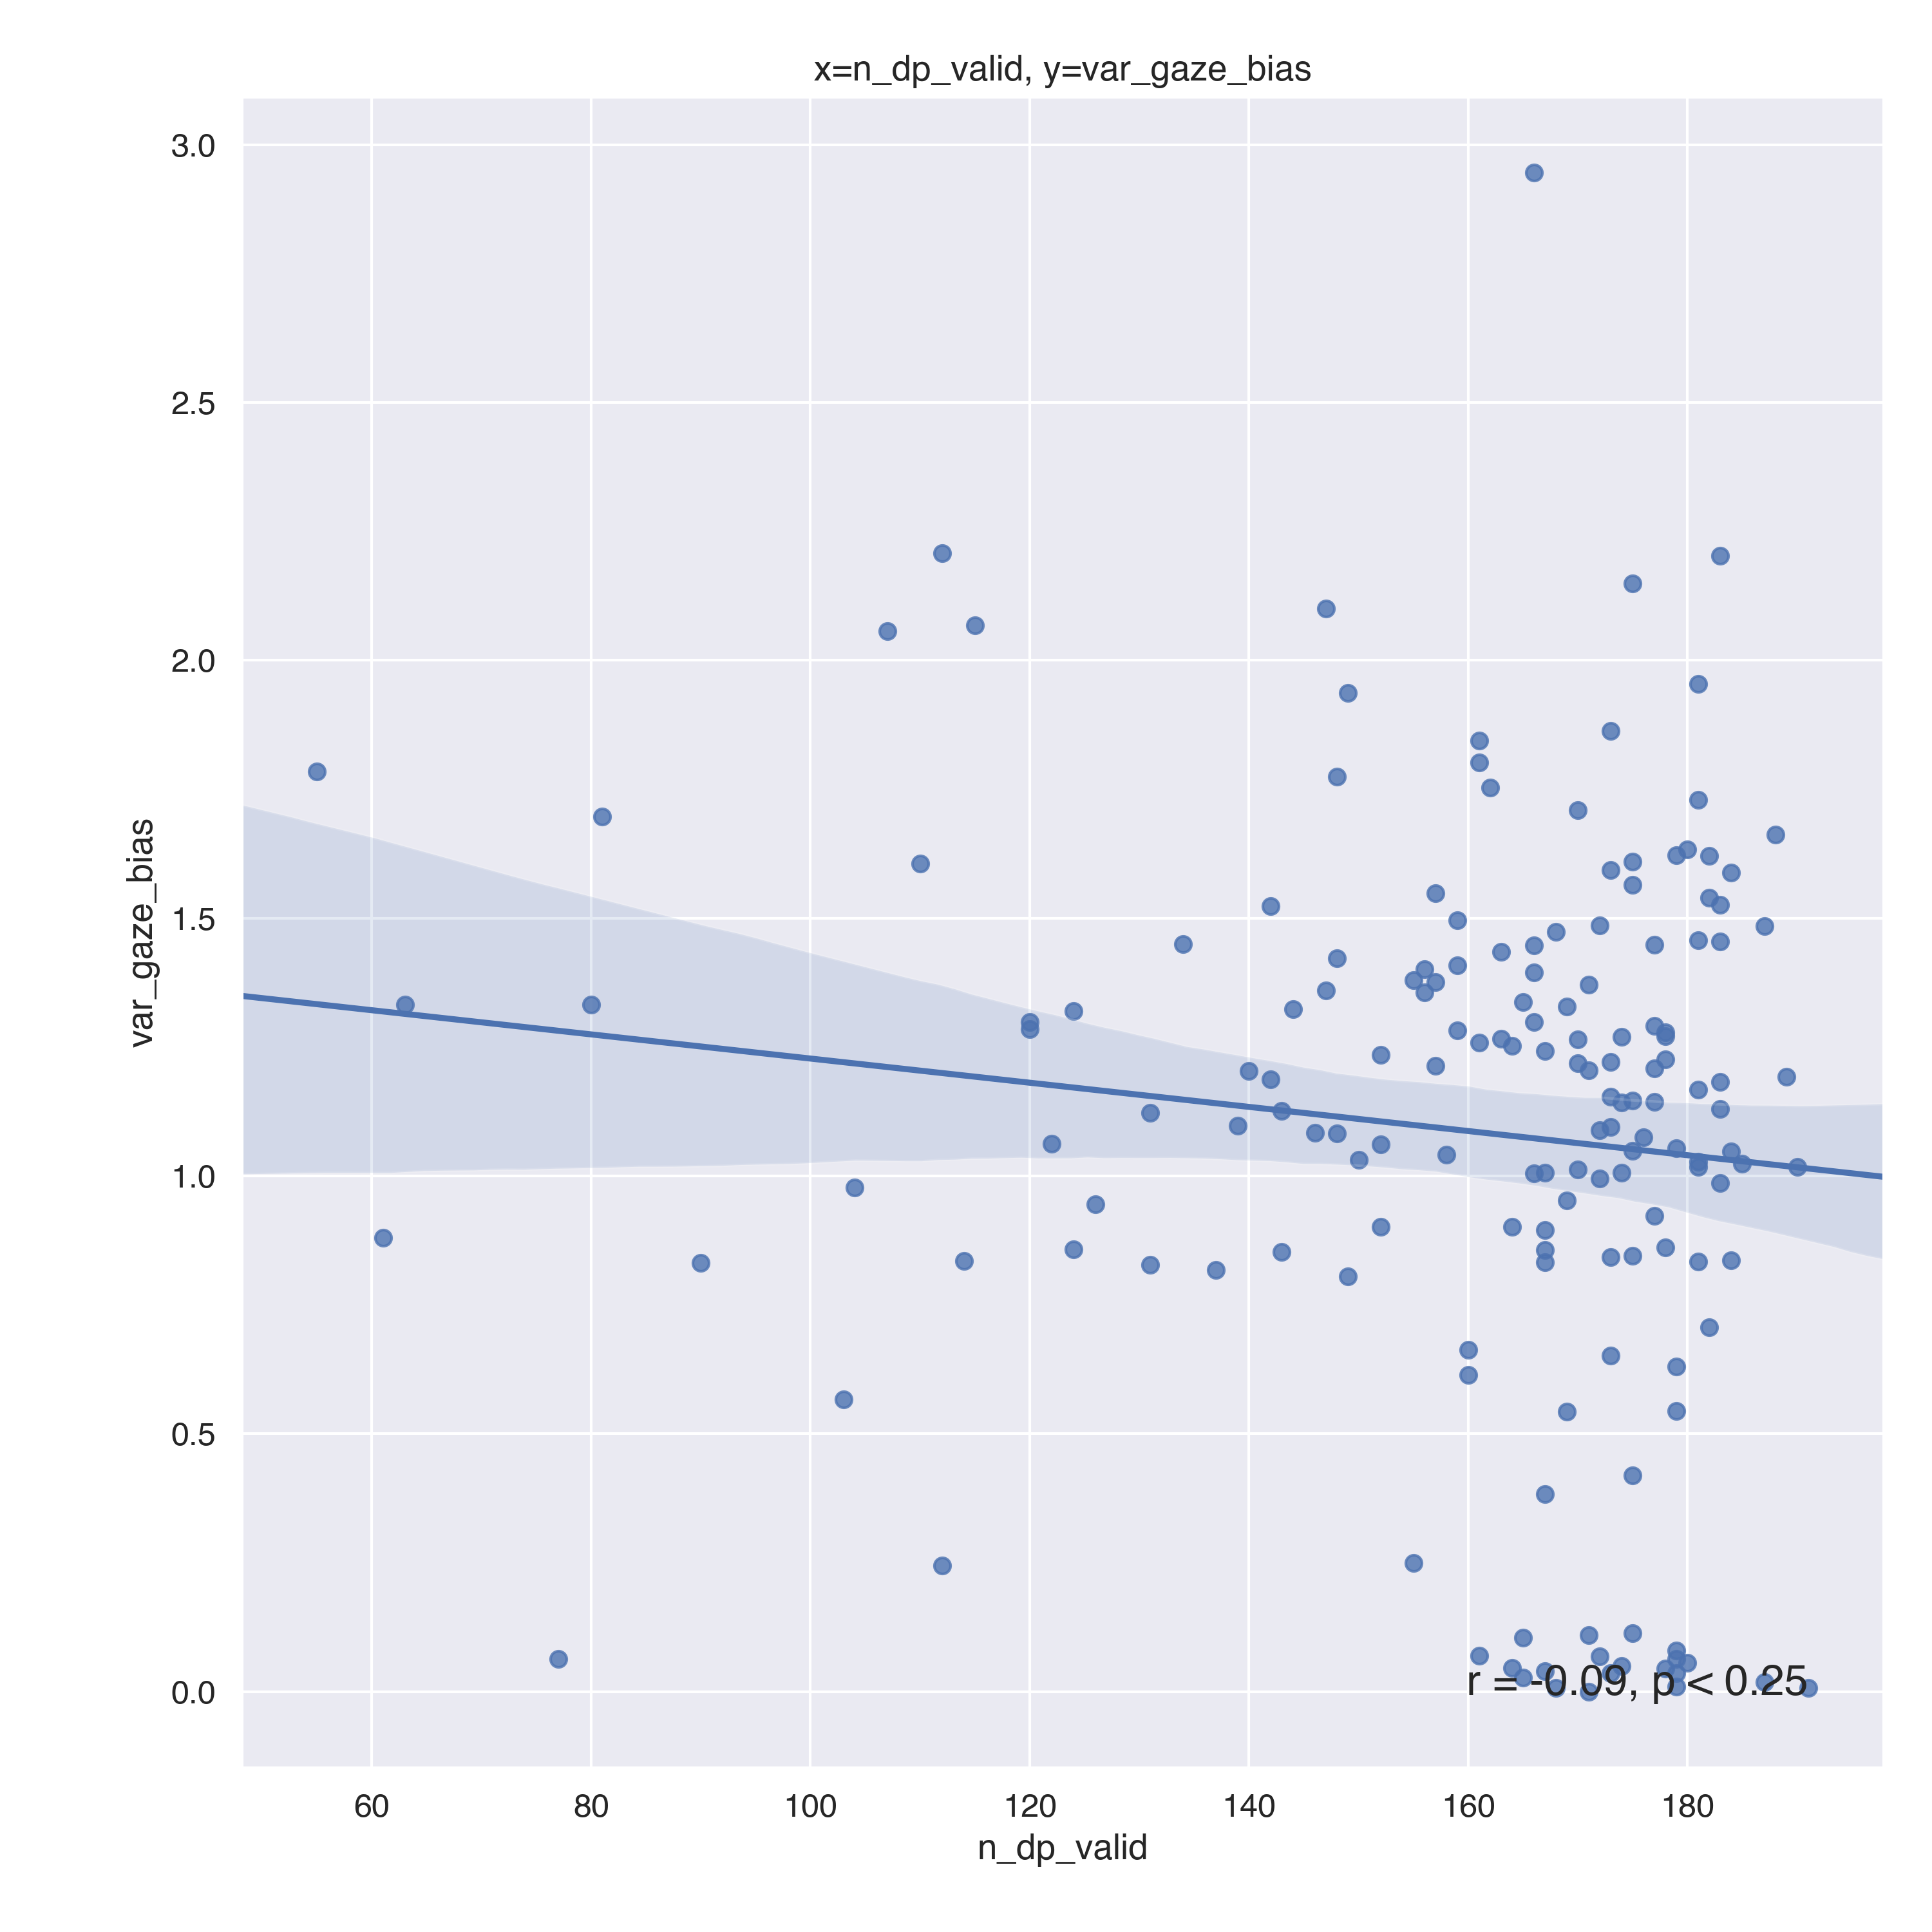 x=n_dp_valid, y=var_gaze_bias
3.0
2.5
2.0
1.5
1.0
0.5
0.0
var_gaze_bias
r = -0.09, p < 0.25
60 80 100 120 140 160 180
n_dp_valid